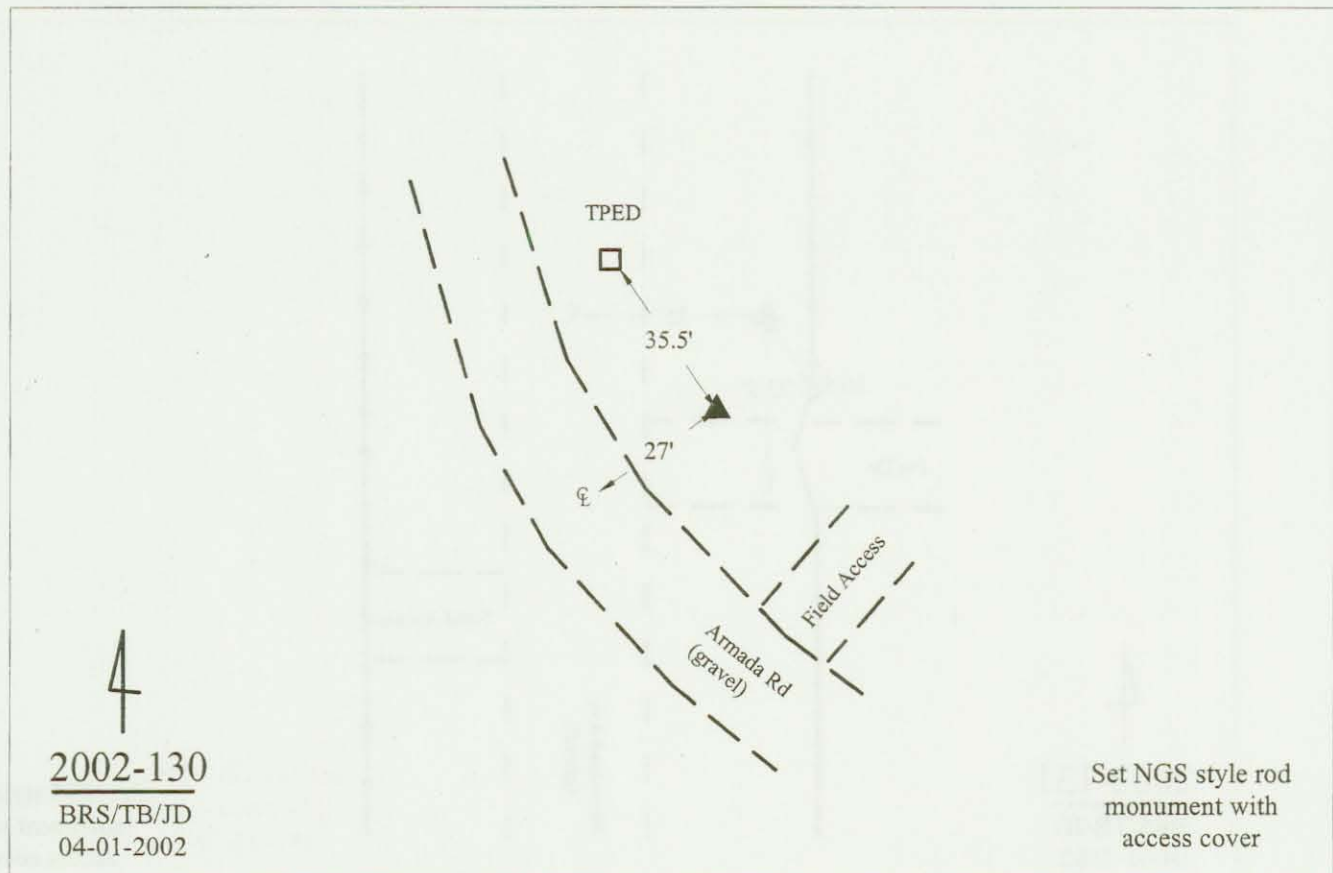 TPED
35.5'
27'
℄
Field Access
Armada Rd
(gravel)
2002-130
BRS/TB/JD
04-01-2002
Set NGS style rod
monument with
access cover